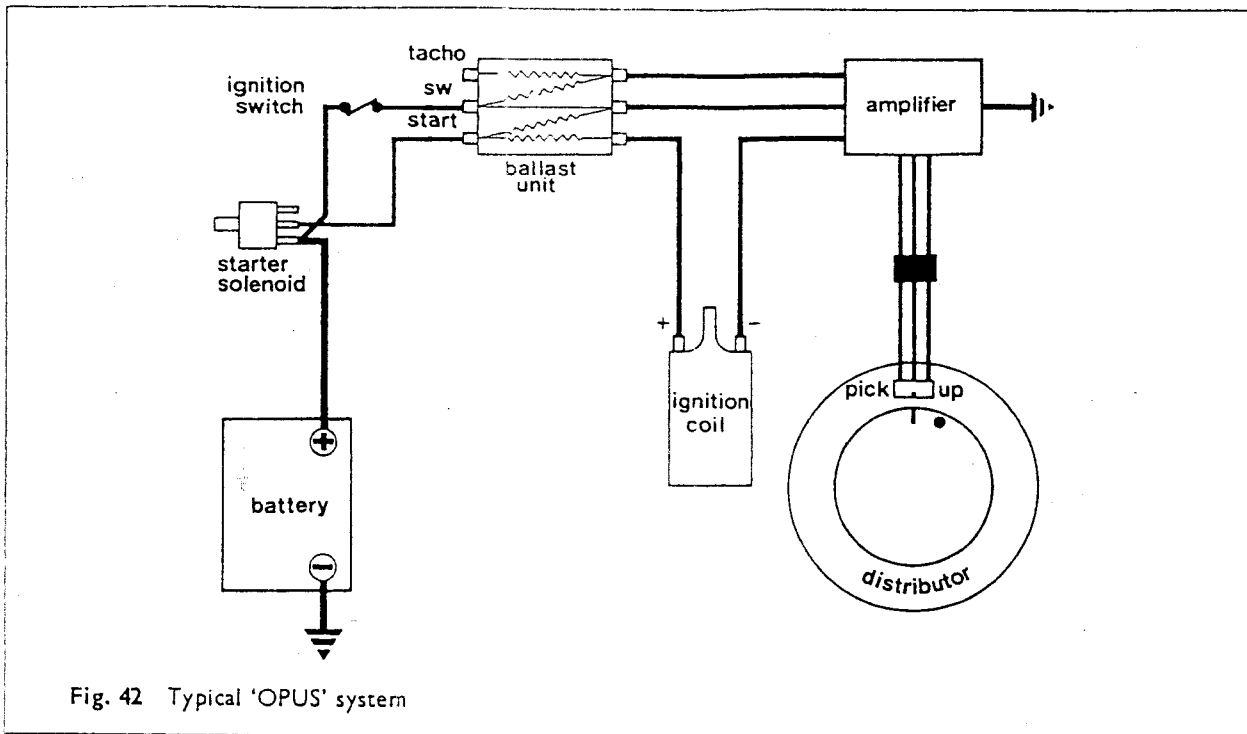 tacho
ignition
switch
sw
start
amplifier
ballast
unit
starter
solenoid
+ −
pick up
ignition
coil
+
battery
−
distributor
Fig. 42 Typical 'OPUS' system